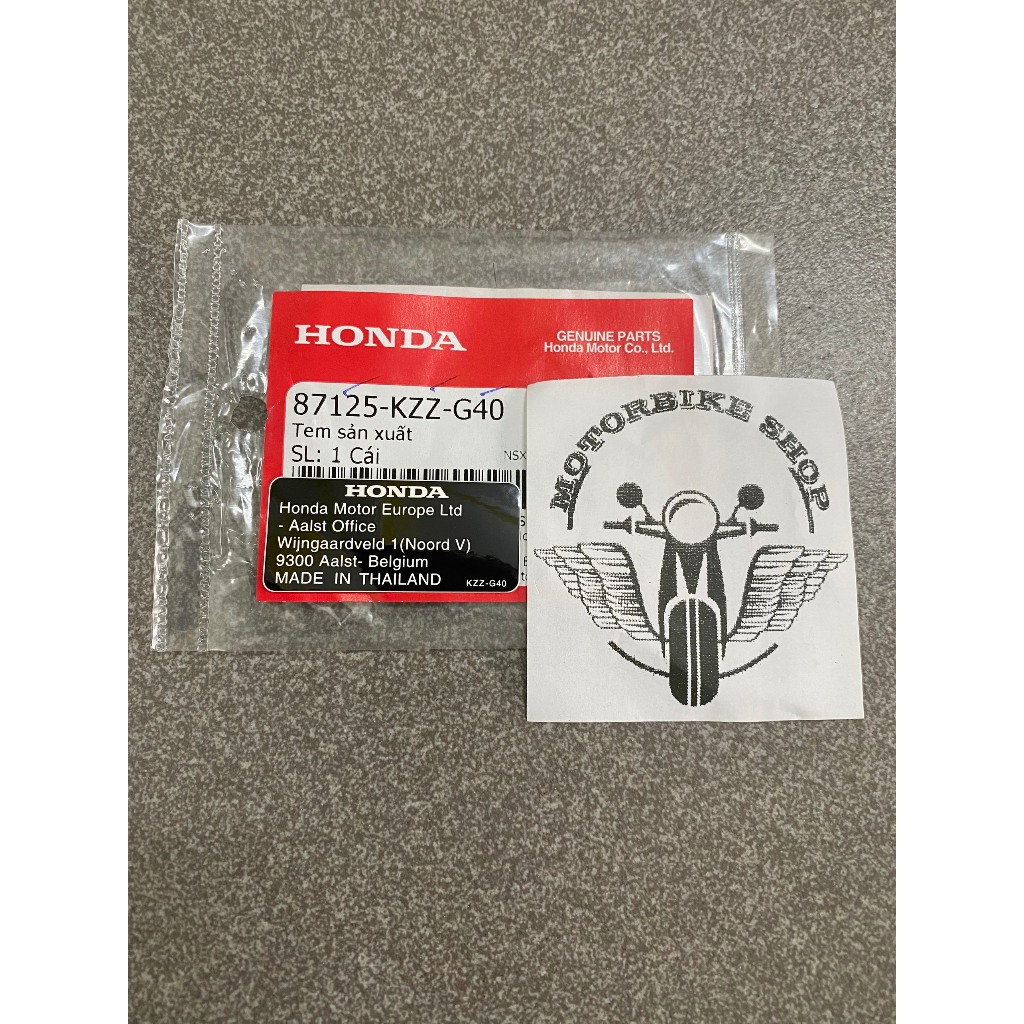 HONDA
GENUINE PARTS
Honda Motor Co., Ltd.
87125-KZZ-G40
Tem sản xuất
SL: 1 Cái
NSX
HONDA
Honda Motor Europe Ltd
- Aalst Office
Wijngaardveld 1(Noord V)
9300 Aalst- Belgium
MADE IN THAILAND
KZZ-G40
MOTORBIKE SHOP